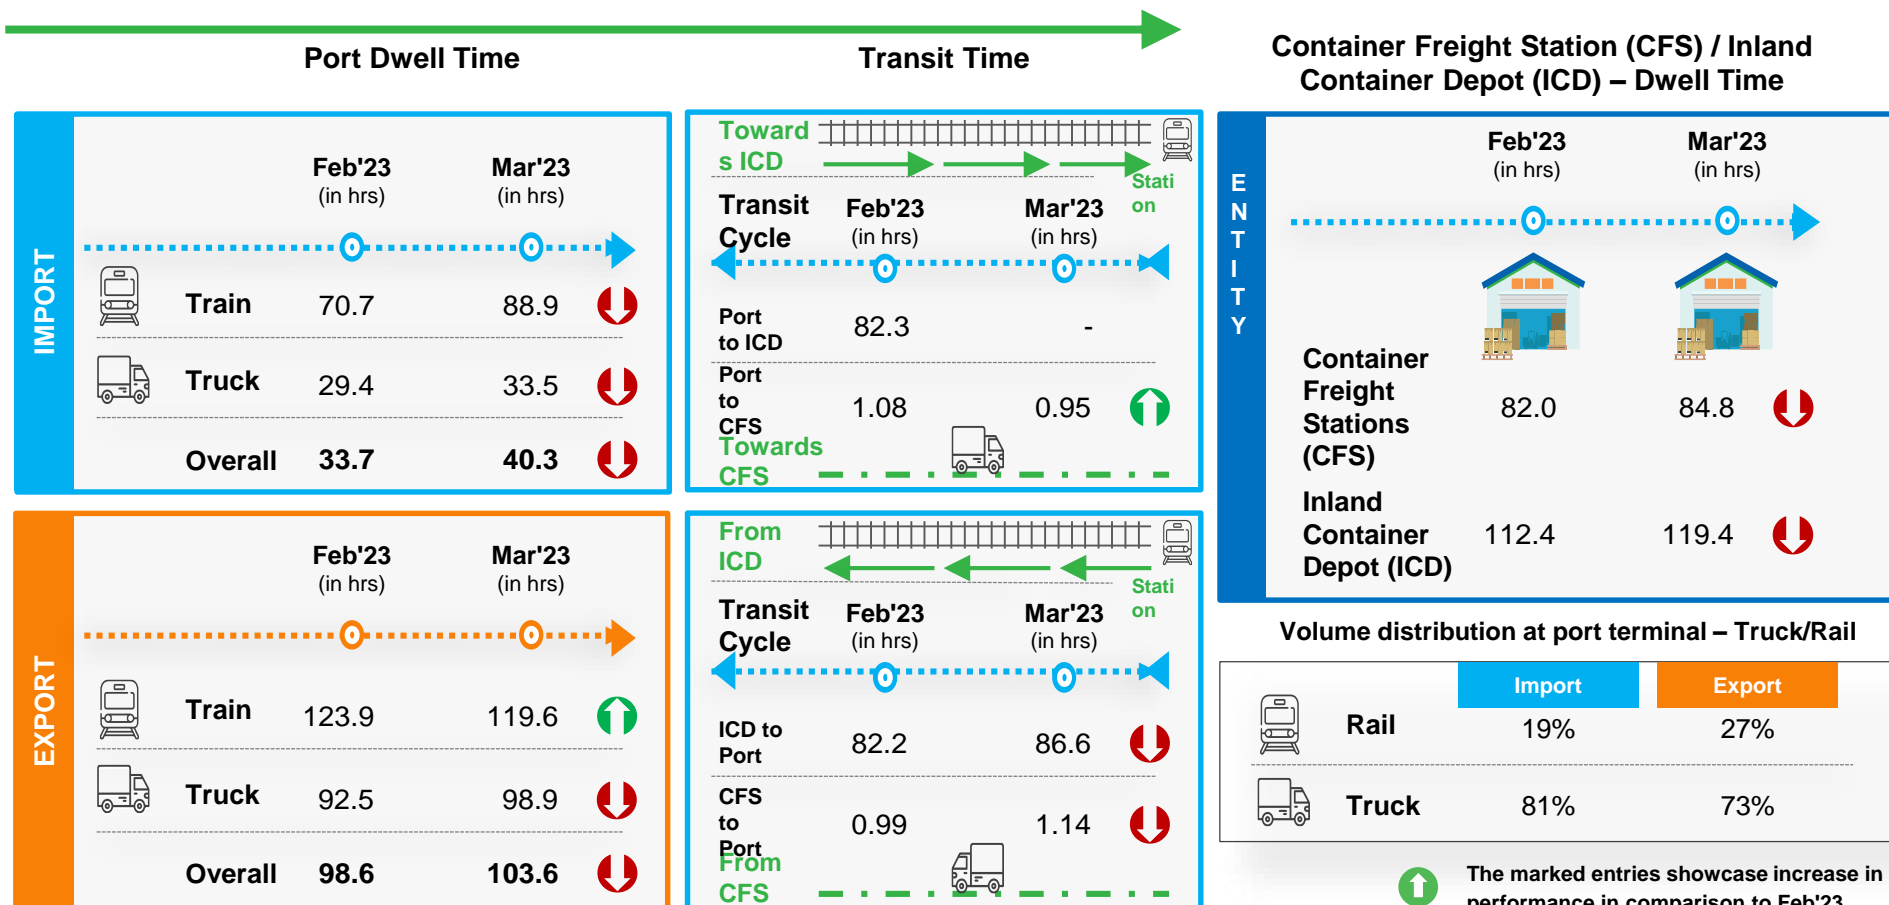 Port Dwell Time
Transit Time
Container Freight Station (CFS) / Inland
Container Depot (ICD) – Dwell Time
IMPORT
Feb'23
Mar'23
(in hrs)
(in hrs)
Train 70.7 88.9
Truck 29.4 33.5
Overall 33.7 40.3
Toward
s ICD
Stati
on
Transit
Cycle
Feb'23
Mar'23
(in hrs)
(in hrs)
Port
to ICD
82.3 -
Port
to
CFS
1.08 0.95
Towards
CFS
ENTITY
Feb'23
Mar'23
(in hrs)
(in hrs)
Container
Freight
Stations
(CFS)
82.0 84.8
Inland
Container
Depot (ICD)
112.4 119.4
EXPORT
Feb'23
Mar'23
(in hrs)
(in hrs)
Train 123.9 119.6
Truck 92.5 98.9
Overall 98.6 103.6
From
ICD
Stati
on
Transit
Cycle
Feb'23
Mar'23
(in hrs)
(in hrs)
ICD to
Port
82.2 86.6
CFS
to
Port
0.99 1.14
From
CFS
Volume distribution at port terminal – Truck/Rail
Import Export
Rail 19% 27%
Truck 81% 73%
The marked entries showcase increase in
performance in comparison to Feb'23